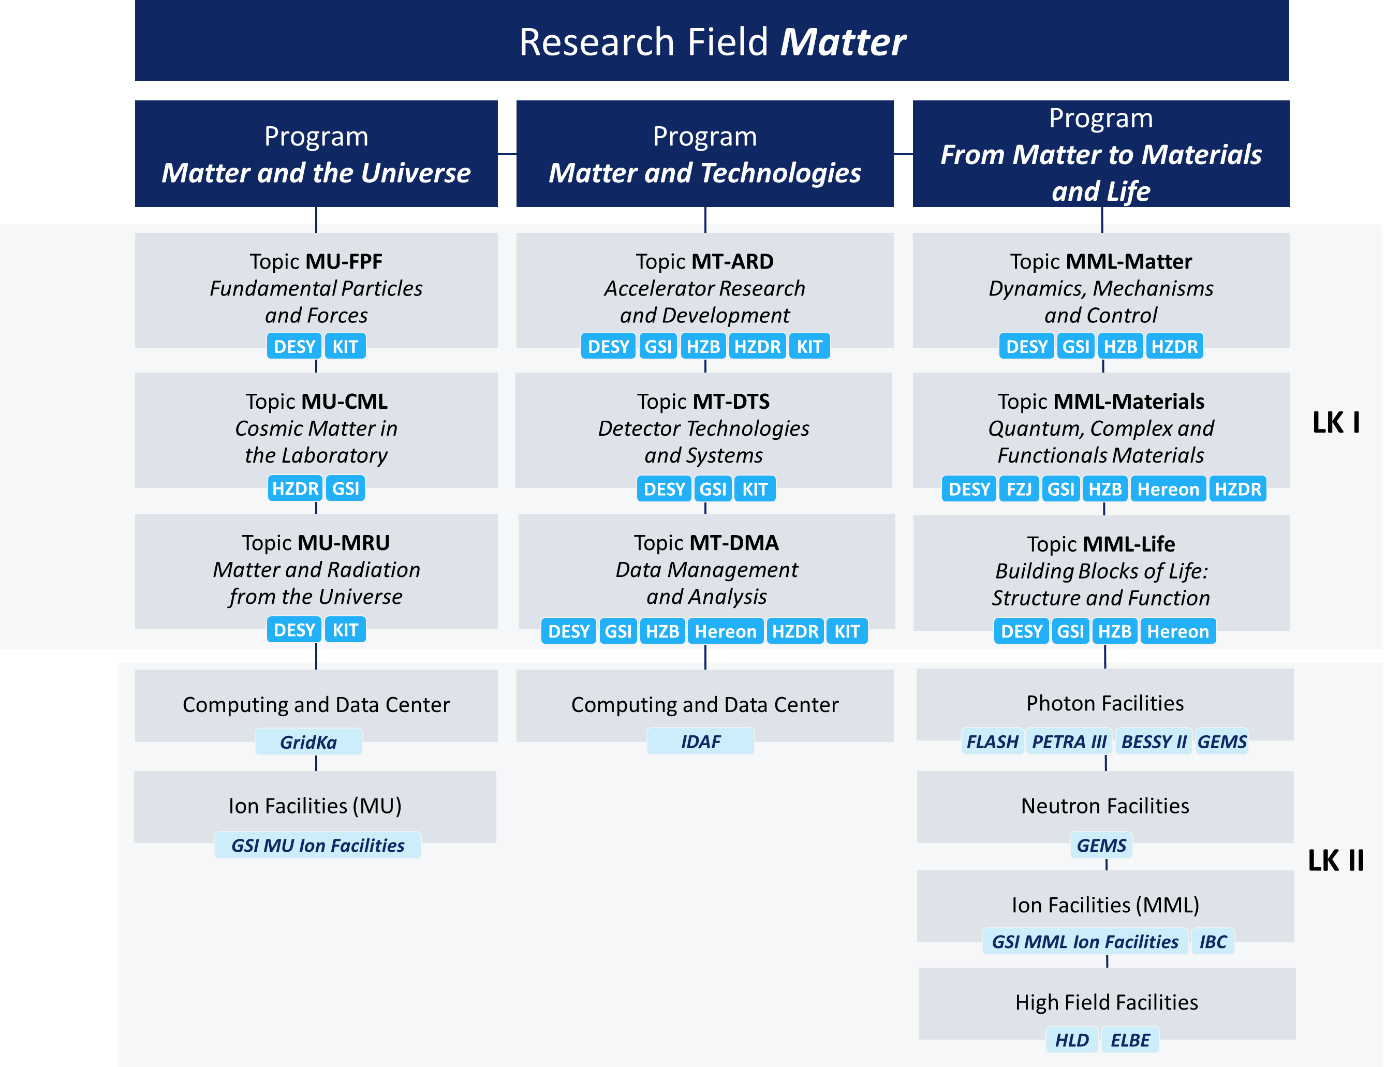 Research Field Matter
Program
Matter and the Universe
Program
Matter and Technologies
Program
From Matter to Materials
and Life
Topic MU-FPF
Fundamental Particles
and Forces
DESY KIT
Topic MT-ARD
Accelerator Research
and Development
DESY GSI HZB HZDR KIT
Topic MML-Matter
Dynamics, Mechanisms
and Control
DESY GSI HZB HZDR
Topic MU-CML
Cosmic Matter in
the Laboratory
HZDR GSI
Topic MT-DTS
Detector Technologies
and Systems
DESY GSI KIT
Topic MML-Materials
Quantum, Complex and
Functionals Materials
DESY FZJ GSI HZB Hereon HZDR
LK I
Topic MU-MRU
Matter and Radiation
from the Universe
DESY KIT
Topic MT-DMA
Data Management
and Analysis
DESY GSI HZB Hereon HZDR KIT
Topic MML-Life
Building Blocks of Life:
Structure and Function
DESY GSI HZB Hereon
Computing and Data Center
GridKa
Computing and Data Center
IDAF
Photon Facilities
FLASH PETRA III BESSY II GEMS
Ion Facilities (MU)
GSI MU Ion Facilities
Neutron Facilities
GEMS
LK II
Ion Facilities (MML)
GSI MML Ion Facilities IBC
High Field Facilities
HLD ELBE